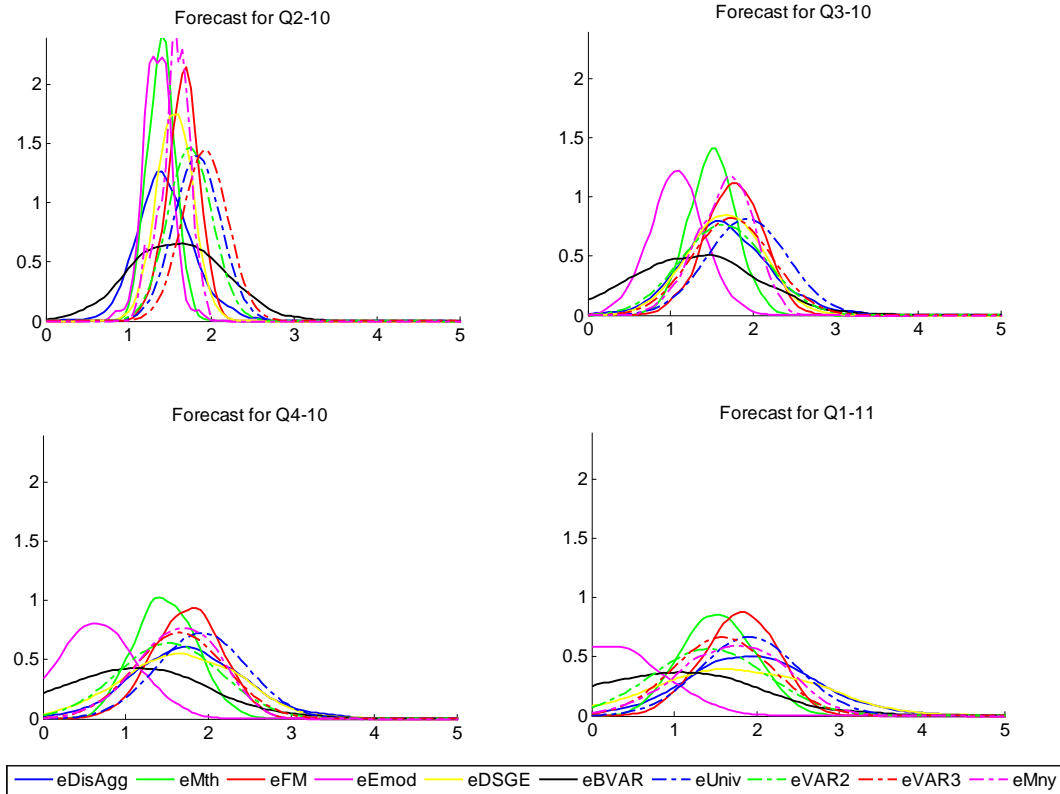 Forecast for Q2-10
2
1.5
1
0.5
0
0 1 2 3 4 5
Forecast for Q3-10
2
1.5
1
0.5
0
0 1 2 3 4 5
Forecast for Q4-10
2
1.5
1
0.5
0
0 1 2 3 4 5
Forecast for Q1-11
2
1.5
1
0.5
0
0 1 2 3 4 5
eDisAgg eMth eFM eEmod eDSGE eBVAR eUniv eVAR2 eVAR3 eMny